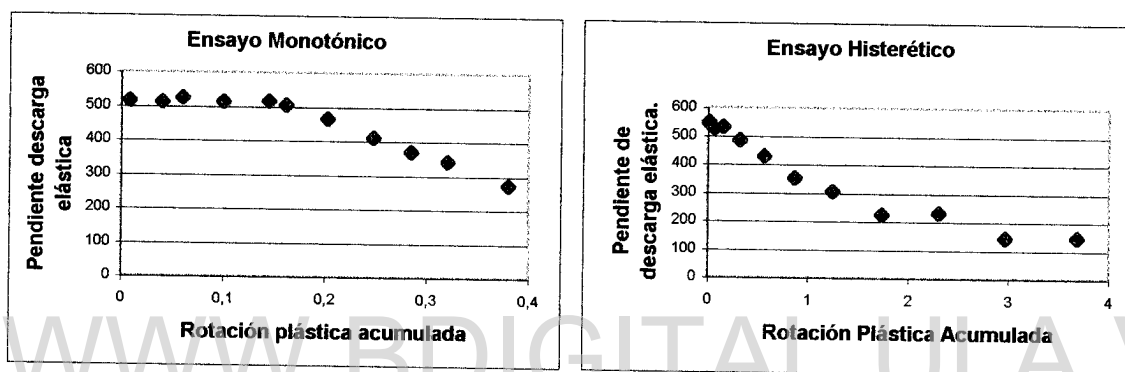 Ensayo Monotónico
Pendiente descarga
elástica
600
500
400
300
200
100
0
0
0,1
0,2
0,3
0,4
Rotación plástica acumulada
Ensayo Histerético
Pendiente de
descarga elástica.
600
500
400
300
200
100
0
0
1
2
3
4
Rotación Plástica Acumulada
WWW.BDIGITAL.ULA.V